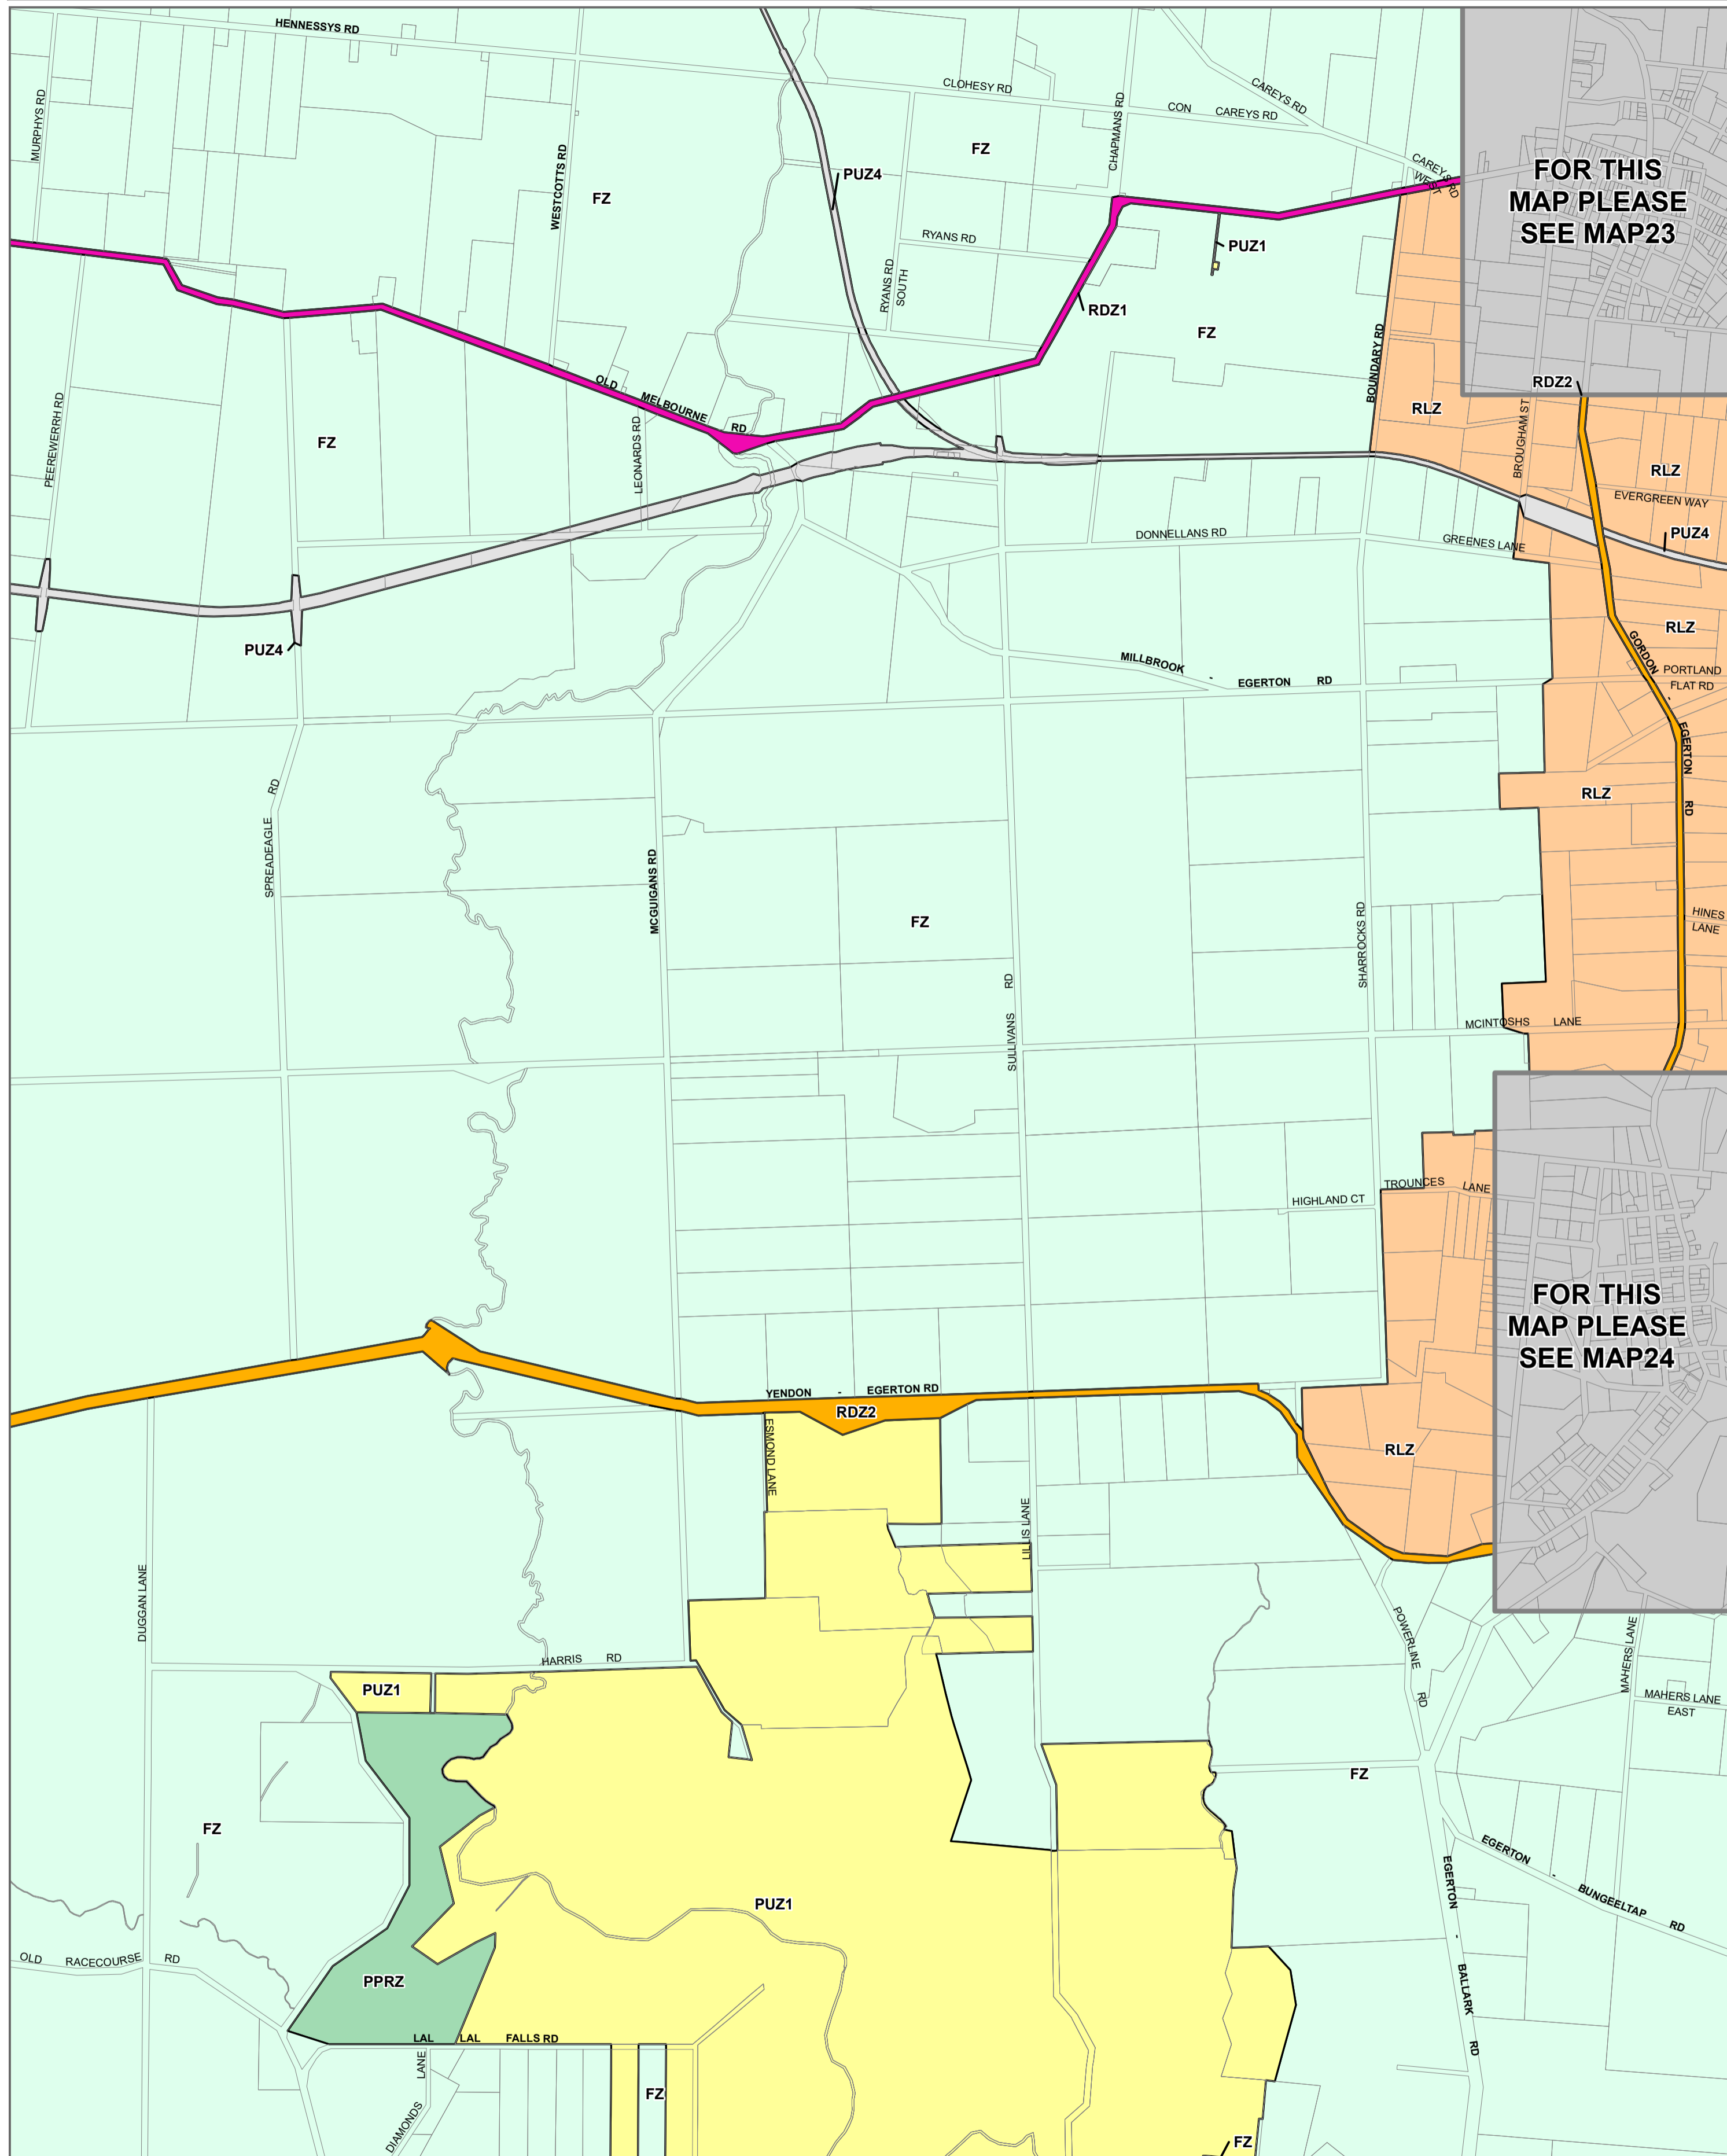 HENNESSYS RD
MURPHYS RD
WESTCOTTS RD
FZ
PUZ4
CLOHESY RD
FZ
CHAPMANS RD
CON CAREYS RD
CAREYS RD
CAREYS RD
WEST
FOR THIS
MAP PLEASE
SEE MAP23
RYANS RD
RYANS RD
SOUTH
PUZ1
RDZ1
FZ
BOUNDARY RD
RDZ2
RLZ
BROUGHAM ST
RLZ
EVERGREEN WAY
PUZ4
OLD MELBOURNE RD
PEEREWERRH RD
FZ
LEONARDS RD
DONNELLANS RD
GREENES LANE
PUZ4
MILLBROOK - EGERTON RD
RLZ
GORDON - EGERTON RD
PORTLAND
FLAT RD
SPREADEAGLE RD
RLZ
MCGUIGANS RD
FZ
SULLIVANS RD
SHARROCKS RD
HINES
LANE
MCINTOSHS LANE
HIGHLAND CT
TROUNCES LANE
FOR THIS
MAP PLEASE
SEE MAP24
YENDON - EGERTON RD
RDZ2
ESMOND LANE
RLZ
LILLIS LANE
DUGGAN LANE
HARRIS RD
PUZ1
POWERLINE RD
MAHERS LANE
MAHERS LANE
EAST
FZ
FZ
EGERTON - BUNGEELTAP RD
PUZ1
EGERTON - BALLARK RD
OLD RACECOURSE RD
PPRZ
LAL LAL FALLS RD
DIAMONDS LANE
FZ
FZ